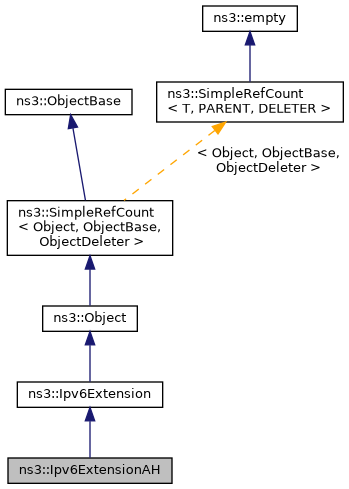 ns3::empty
ns3::SimpleRefCount
< T, PARENT, DELETER >
ns3::ObjectBase
< Object, ObjectBase,
ObjectDeleter >
ns3::SimpleRefCount
< Object, ObjectBase,
ObjectDeleter >
ns3::Object
ns3::Ipv6Extension
ns3::Ipv6ExtensionAH